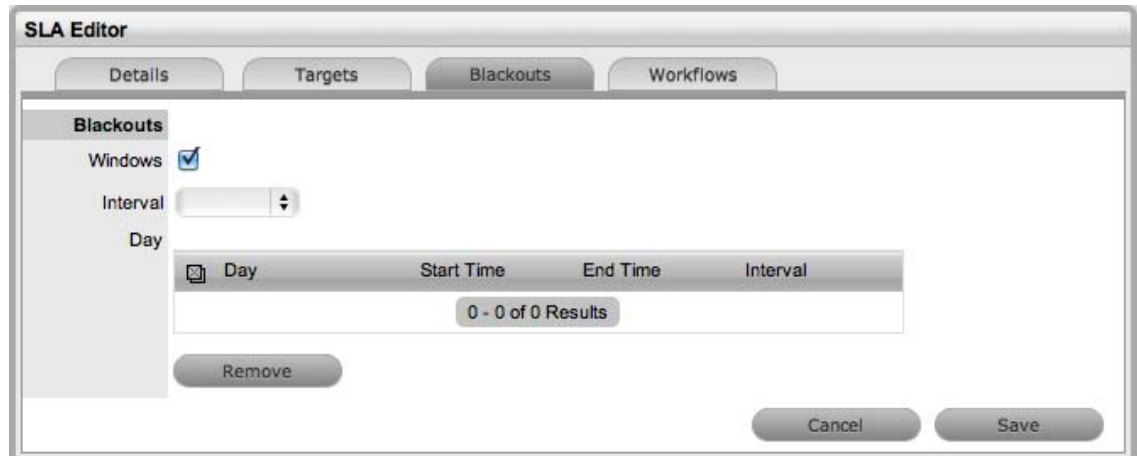 SLA Editor
Details Targets Blackouts Workflows
Blackouts
Windows
Interval
Day
Day Start Time End Time Interval
0 - 0 of 0 Results
Remove
Cancel Save